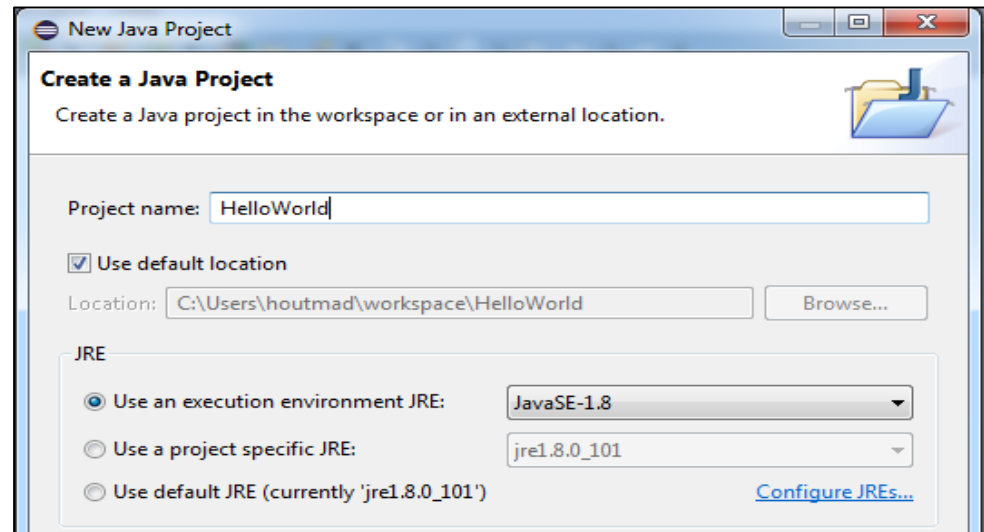 New Java Project
Create a Java Project
Create a Java project in the workspace or in an external location.
Project name: HelloWorld
Use default location
Location: C:\Users\houtmad\workspace\HelloWorld Browse...
JRE
Use an execution environment JRE: JavaSE-1.8
Use a project specific JRE: jre1.8.0_101
Use default JRE (currently 'jre1.8.0_101') Configure JREs...